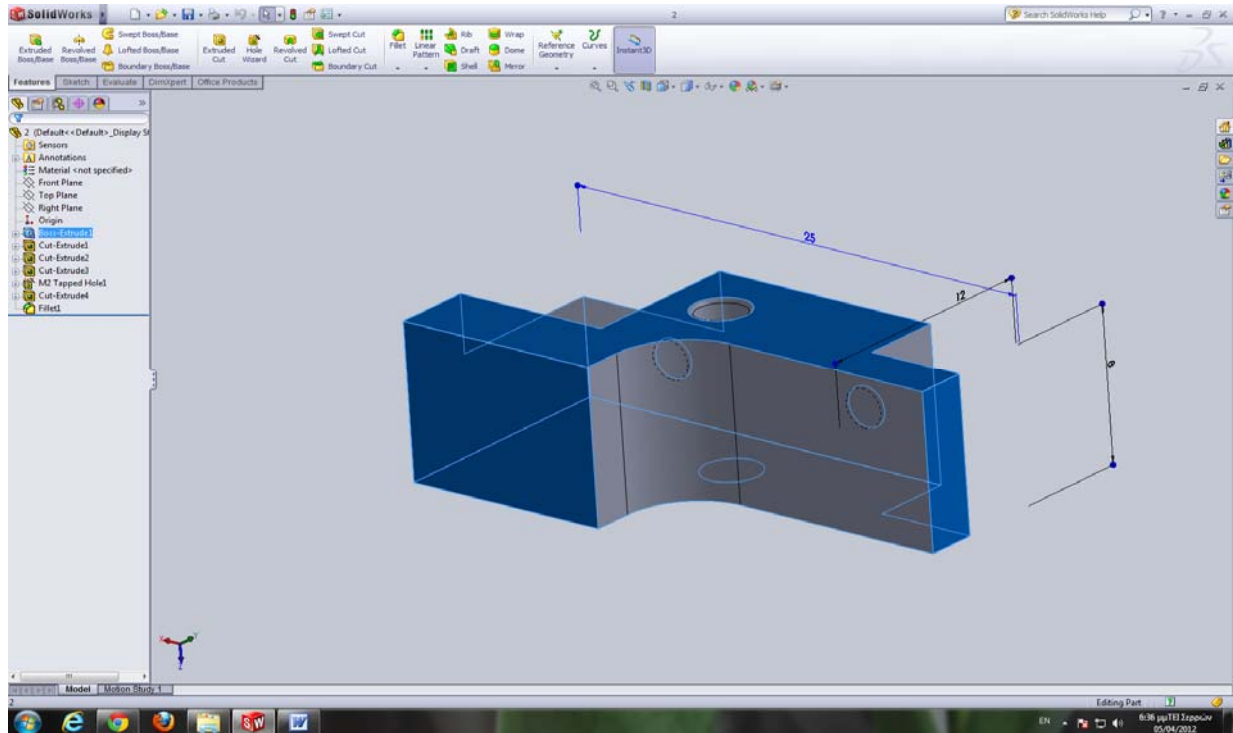 SolidWorks
2
Search SolidWorks Help
Extruded Boss/Base
Revolved Boss/Base
Swept Boss/Base
Lofted Boss/Base
Boundary Boss/Base
Extruded Cut
Hole Wizard
Revolved Cut
Swept Cut
Lofted Cut
Boundary Cut
Fillet
Linear Pattern
Rib
Draft
Shell
Wrap
Dome
Mirror
Reference Geometry
Curves
Instant3D
Features Sketch Evaluate DimXpert Office Products
2 (Default<<Default>_Display St
Sensors
Annotations
Material <not specified>
Front Plane
Top Plane
Right Plane
Origin
Boss-Extrude1
Cut-Extrude1
Cut-Extrude2
Cut-Extrude3
M2 Tapped Hole1
Cut-Extrude4
Fillet1
25
12
Model Motion Study 1
2
Editing Part
EN
6:36 μμ ΤΕΙ Σερρών
05/04/2012